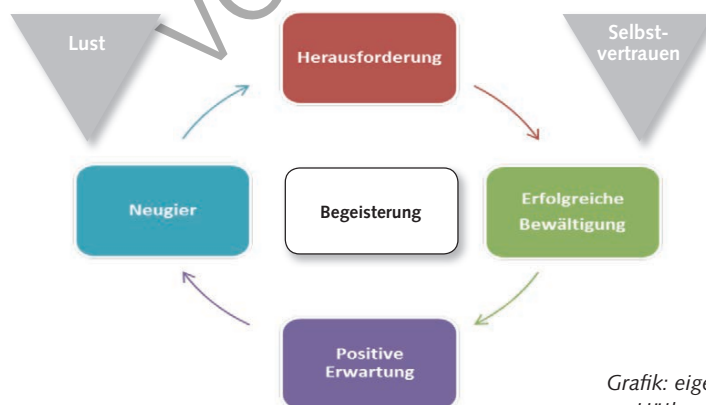 Lust
Selbst-
vertrauen
Herausforderung
Neugier
Begeisterung
Erfolgreiche
Bewältigung
Positive
Erwartung
Grafik: eige